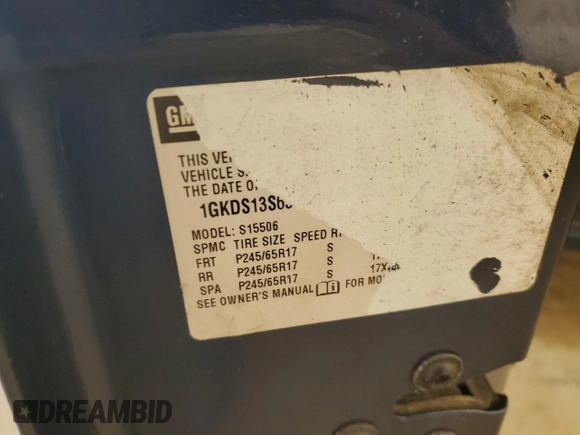 GM
THIS VE
VEHICLE S
THE DATE O
1GKDS13S6
MODEL: S15506
SPMC TIRE SIZE SPEED R
FRT P245/65R17 S
RR P245/65R17 S
SPA P245/65R17 S 17X
SEE OWNER'S MANUAL FOR MO
DREAMBID